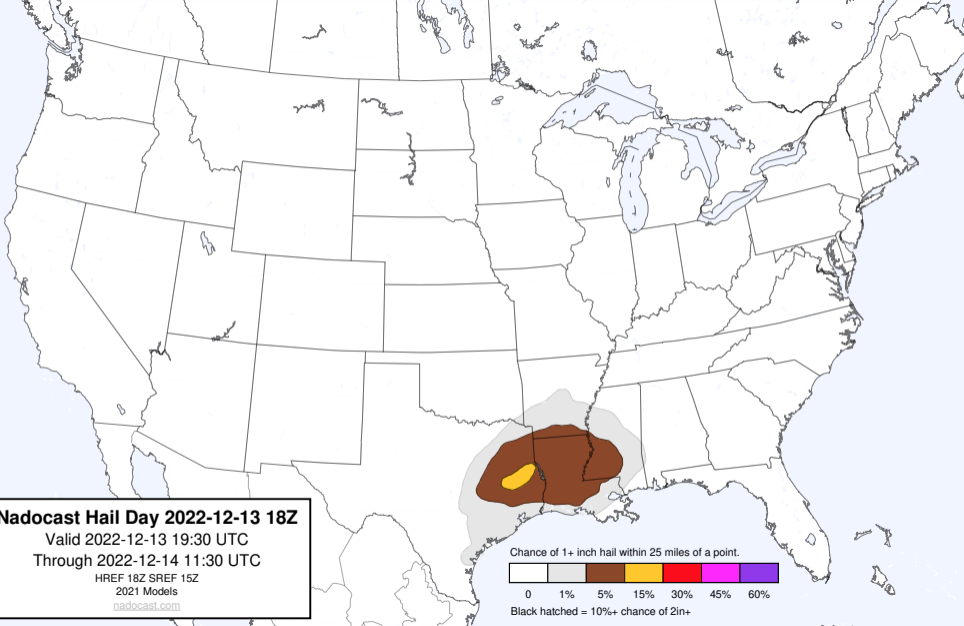 Nadocast Hail Day 2022-12-13 18Z
Valid 2022-12-13 19:30 UTC
Through 2022-12-14 11:30 UTC
HREF 18Z SREF 15Z
2021 Models
nadocast.com
Chance of 1+ inch hail within 25 miles of a point.
0 1% 5% 15% 30% 45% 60%
Black hatched = 10%+ chance of 2in+